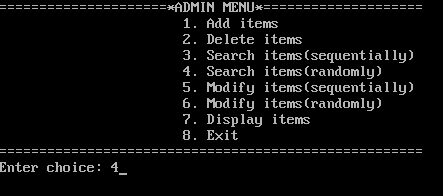 ====================*ADMIN MENU*===================
1. Add items
2. Delete items
3. Search items(sequentially)
4. Search items(randomly)
5. Modify items(sequentially)
6. Modify items(randomly)
7. Display items
8. Exit
===================================================
Enter choice: 4_